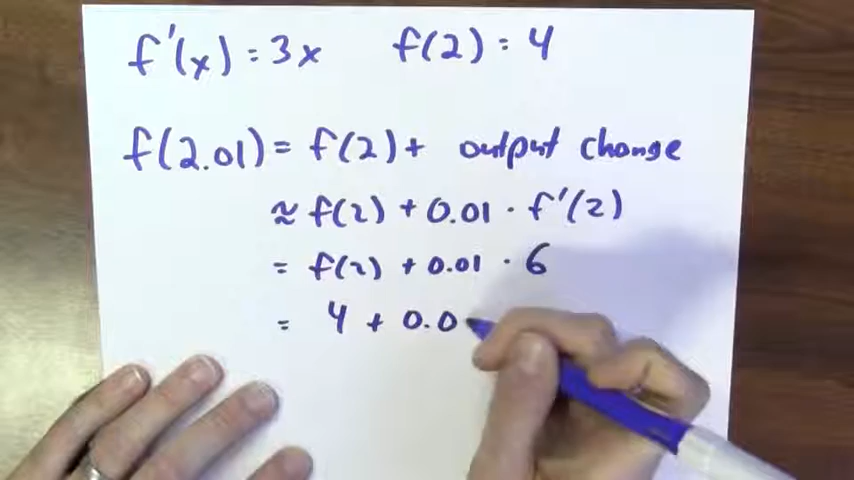 f'(x) = 3x f(2) = 4
f(2.01) = f(2) + output change
≈ f(2) + 0.01 · f'(2)
= f(2) + 0.01 · 6
= 4 + 0.0